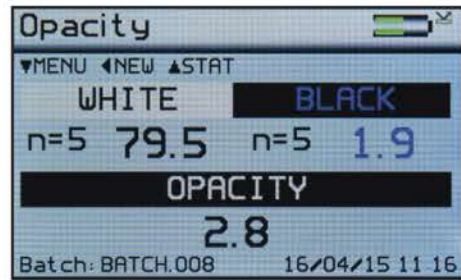 Opacity
▼MENU ◀NEW ▲STAT
WHITE BLACK
n=5 79.5 n=5 1.9
OPACITY
2.8
Batch: BATCH.008 16/04/15 11 16